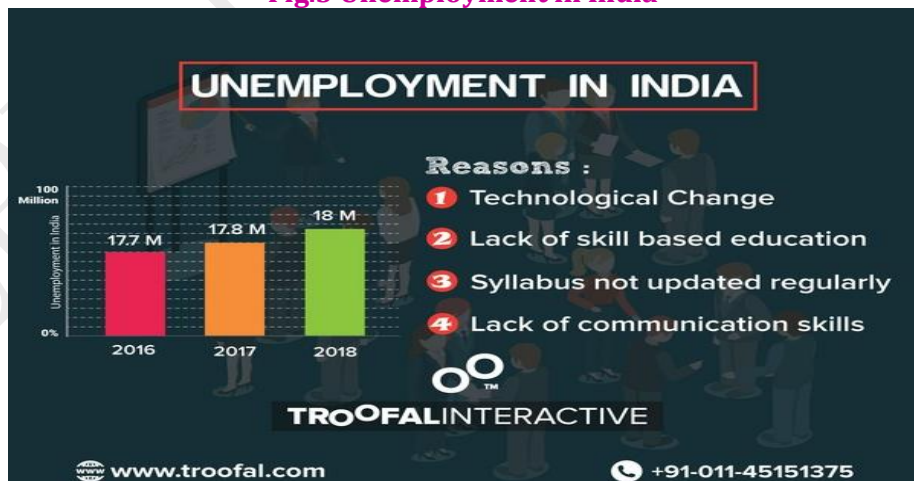 UNEMPLOYMENT IN INDIA
Reasons :
1 Technological Change
2 Lack of skill based education
3 Syllabus not updated regularly
4 Lack of communication skills
100
Million
Unemployment in India
0%
17.7 M
17.8 M
18 M
2016
2017
2018
TM
TROOFALINTERACTIVE
www www.troofal.com
+91-011-45151375